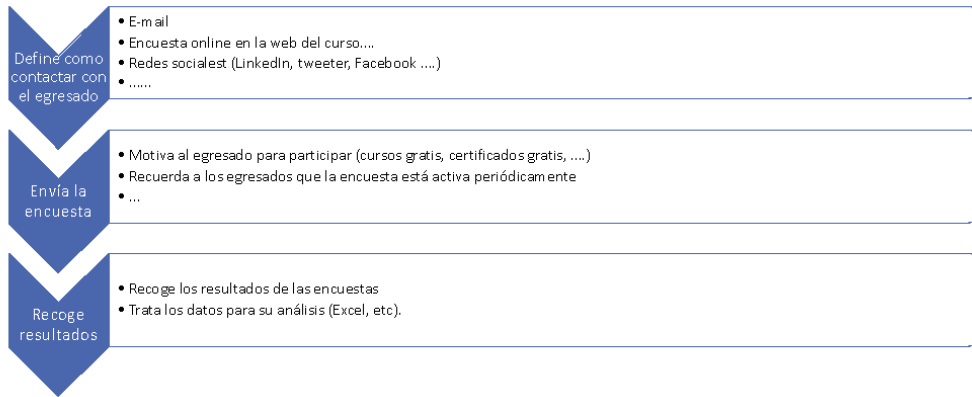 Define como
contactar con
el egresado
• E-mail
• Encuesta online en la web del curso....
• Redes socialest (LinkedIn, tweeter, Facebook ....)
• ......
Envía la
encuesta
• Motiva al egresado para participar (cursos gratis, certificados gratis, ....)
• Recuerda a los egresados que la encuesta está activa periódicamente
• ...
Recoge
resultados
• Recoge los resultados de las encuestas
• Trata los datos para su análisis (Excel, etc).